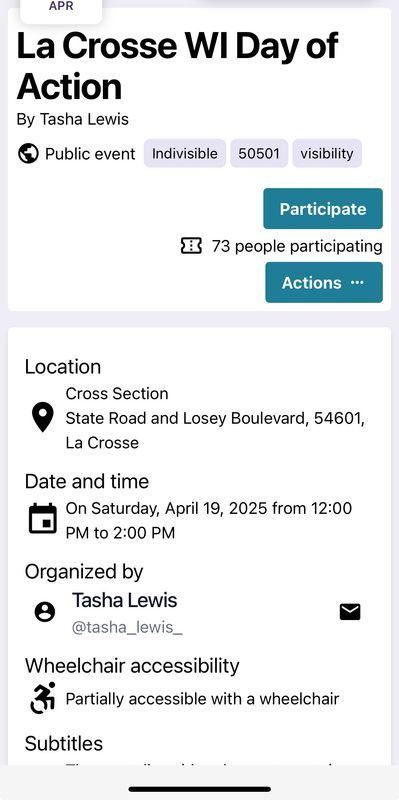 APR
La Crosse WI Day of
Action
By Tasha Lewis
Public event Indivisible 50501 visibility
Participate
73 people participating
Actions ···
Location
Cross Section
State Road and Losey Boulevard, 54601,
La Crosse
Date and time
On Saturday, April 19, 2025 from 12:00
PM to 2:00 PM
Organized by
Tasha Lewis
@tasha_lewis_
Wheelchair accessibility
Partially accessible with a wheelchair
Subtitles